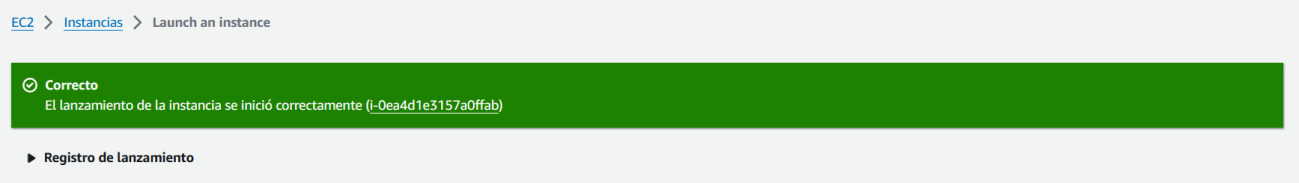 EC2 > Instancias > Launch an instance
Correcto
El lanzamiento de la instancia se inició correctamente (i-0ea4d1e3157a0ffab)
Registro de lanzamiento